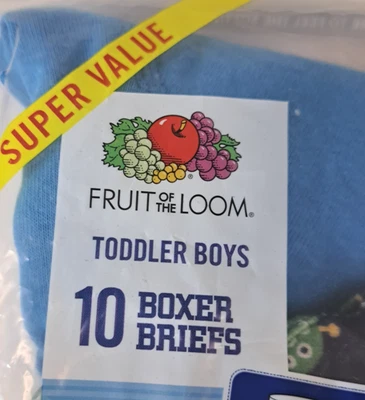 SUPER VALUE
FRUIT OF THE LOOM®
TODDLER BOYS
10 BOXER
BRIEFS